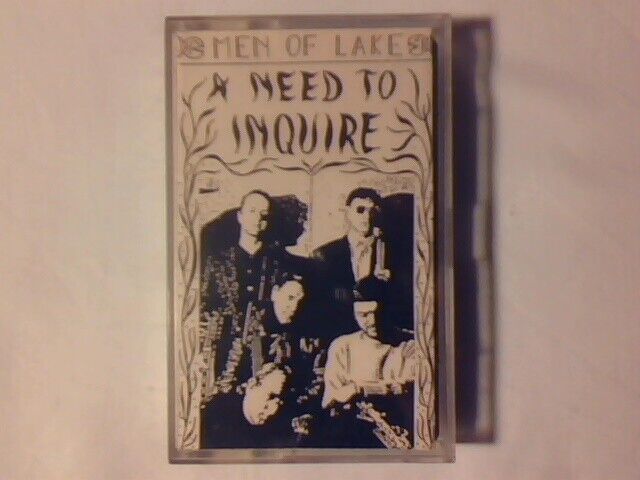 MEN OF LAKE
A NEED TO
INQUIRE